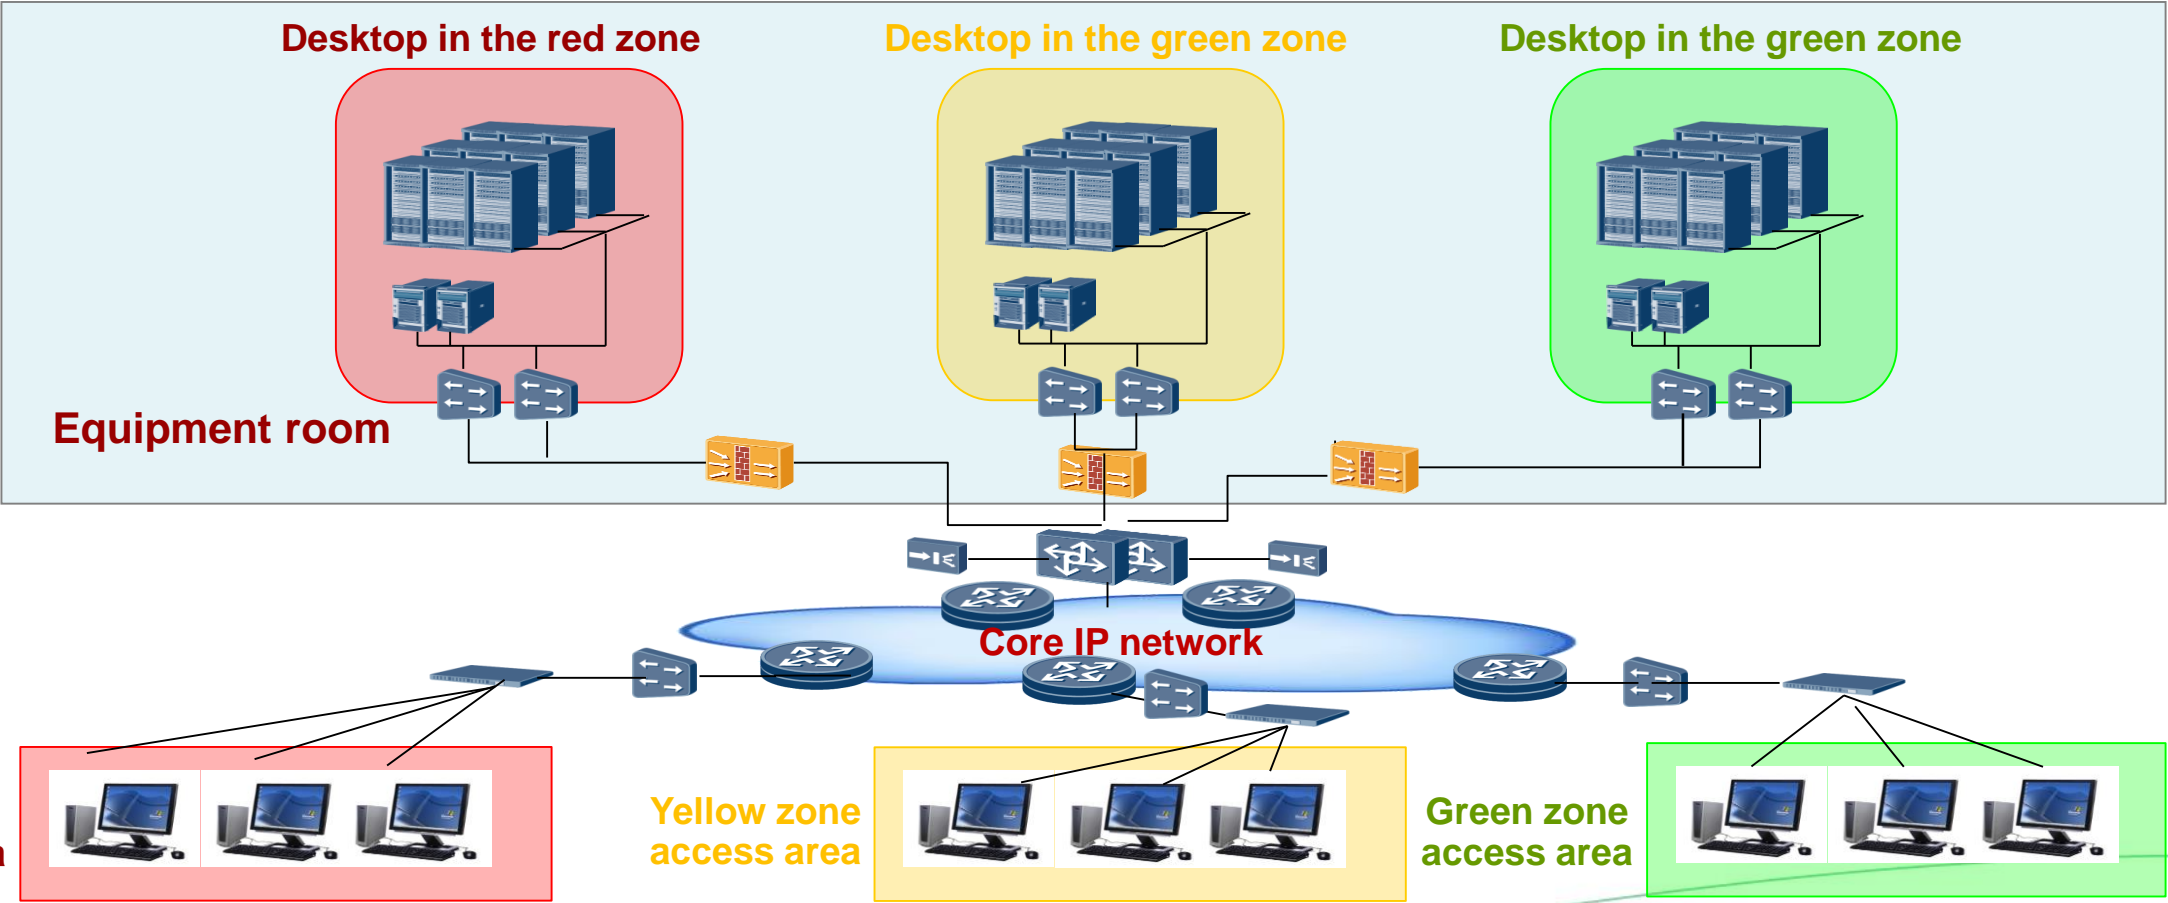 Desktop in the red zone
Desktop in the green zone
Desktop in the green zone
Equipment room
Core IP network
Yellow zone
access area
Green zone
access area